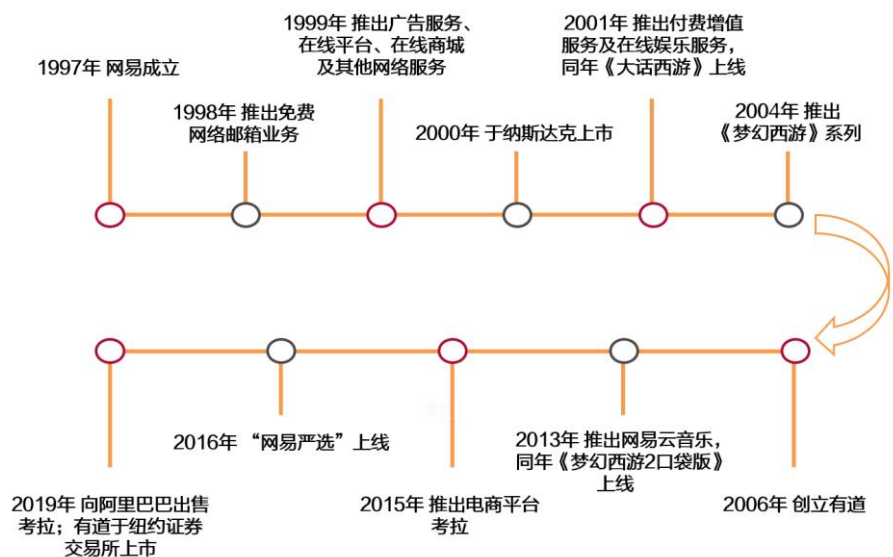 1997年 网易成立
1998年 推出免费
网络邮箱业务
1999年 推出广告服务、
在线平台、在线商城
及其他网络服务
2000年 于纳斯达克上市
2001年 推出付费增值
服务及在线娱乐服务，
同年《大话西游》上线
2004年 推出
《梦幻西游》系列
2006年 创立有道
2013年 推出网易云音乐，
同年《梦幻西游2口袋版》
上线
2015年 推出电商平台
考拉
2016年 “网易严选”上线
2019年 向阿里巴巴出售
考拉；有道于纽约证券
交易所上市